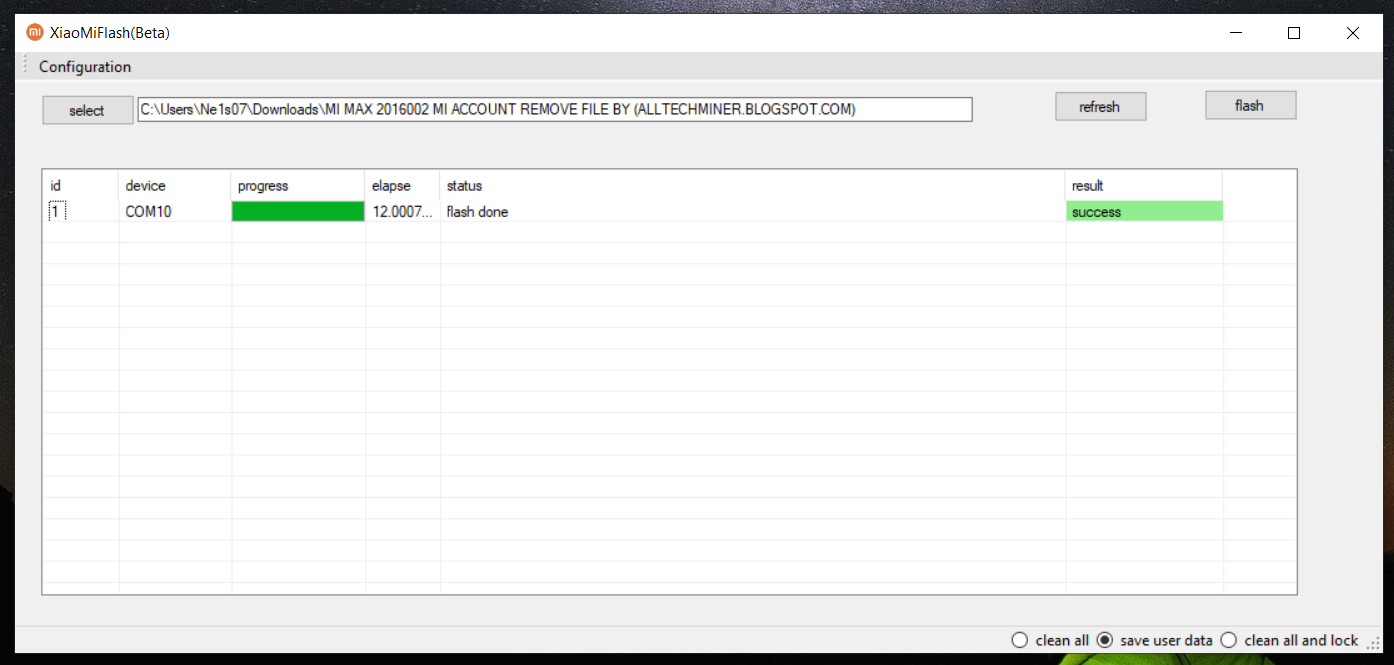 XiaoMiFlash(Beta)
Configuration
select C:\Users\Ne1s07\Downloads\MI MAX 2016002 MI ACCOUNT REMOVE FILE BY (ALLTECHMINER.BLOGSPOT.COM) refresh flash
id device progress elapse status result
1 COM10 12.0007... flash done success
clean all save user data clean all and lock